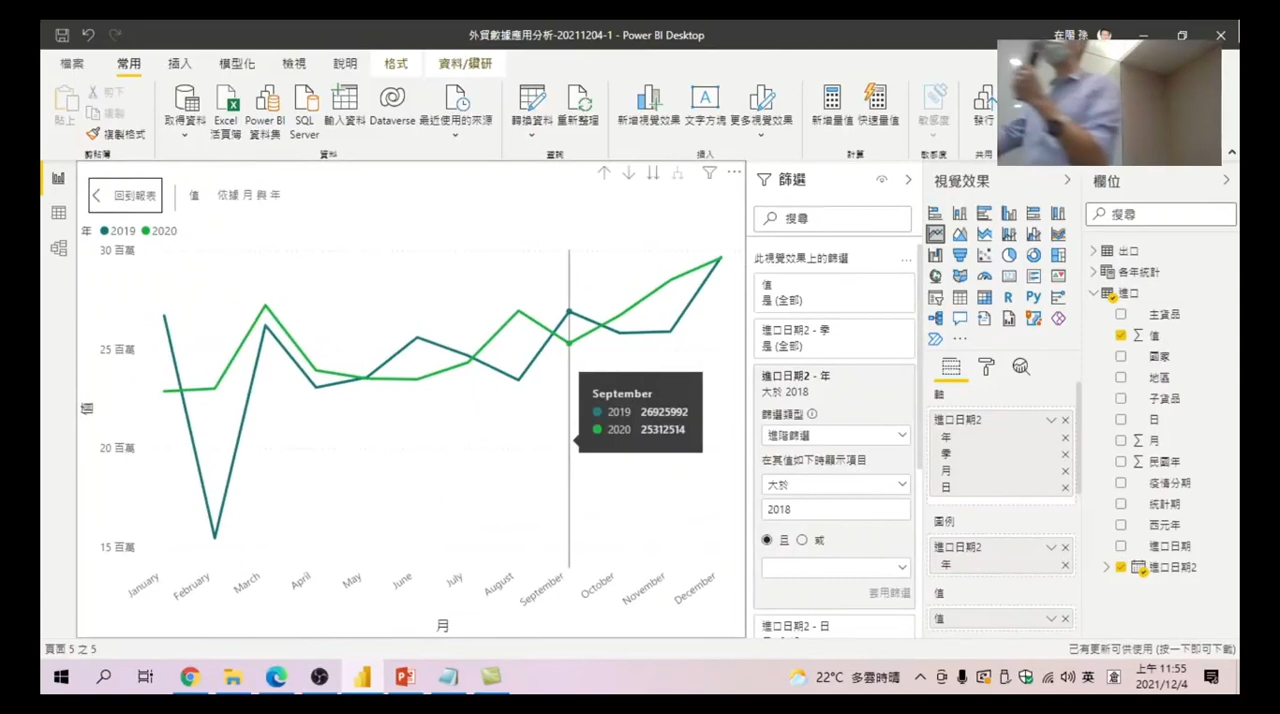 外貿數據應用分析-20211204-1 - Power BI Desktop
在陽 孫
檔案 常用 插入 模型化 檢視 說明 格式 資料/鑽研
貼上
剪下
複製
複製格式
剪貼簿
取得資料 Excel 活頁簿 Power BI 資料集 SQL Server 輸入資料 Dataverse 最近使用的來源
資料
轉換資料 重新整理
查詢
新增視覺效果 文字方塊 更多視覺效果
插入
新增量值 快速量值
計算
敏感度
敏感度
發行
共用
回到報表 值 依據 月 與 年
年 2019 2020
30 百萬
25 百萬
20 百萬
15 百萬
值
September
2019 26925992
2020 25312514
January February March April May June July August September October November December
月
篩選
搜尋
此視覺效果上的篩選
值
是 (全部)
進口日期2 - 季
是 (全部)
進口日期2 - 年
大於 2018
篩選類型
進階篩選
在其值如下時顯示項目
大於
2018
且 或
套用篩選
進口日期2 - 日
視覺效果
R Py
軸
進口日期2
年
季
月
日
圖例
進口日期2
年
值
值
欄位
搜尋
出口
各年統計
進口
主貨品
值
國家
地區
子貨品
日
月
民國年
疫情分期
統計期
西元年
進口日期
進口日期2
頁面 5 之 5
已有更新可供使用 (按一下即可下載)
22°C 多雲時晴
英
上午 11:55
2021/12/4